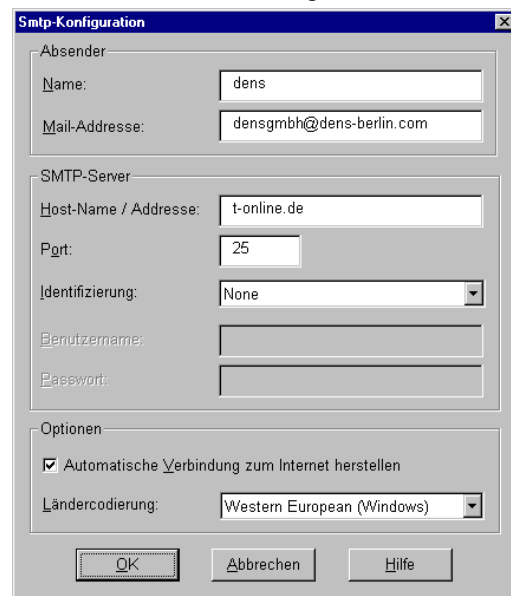 Smtp-Konfiguration
Absender
Name: dens
Mail-Addresse: densgmbh@dens-berlin.com
SMTP-Server
Host-Name / Addresse: t-online.de
Port: 25
Identifizierung: None
Benutzername:
Passwort:
Optionen
Automatische Verbindung zum Internet herstellen
Ländercodierung: Western European (Windows)
OK Abbrechen Hilfe